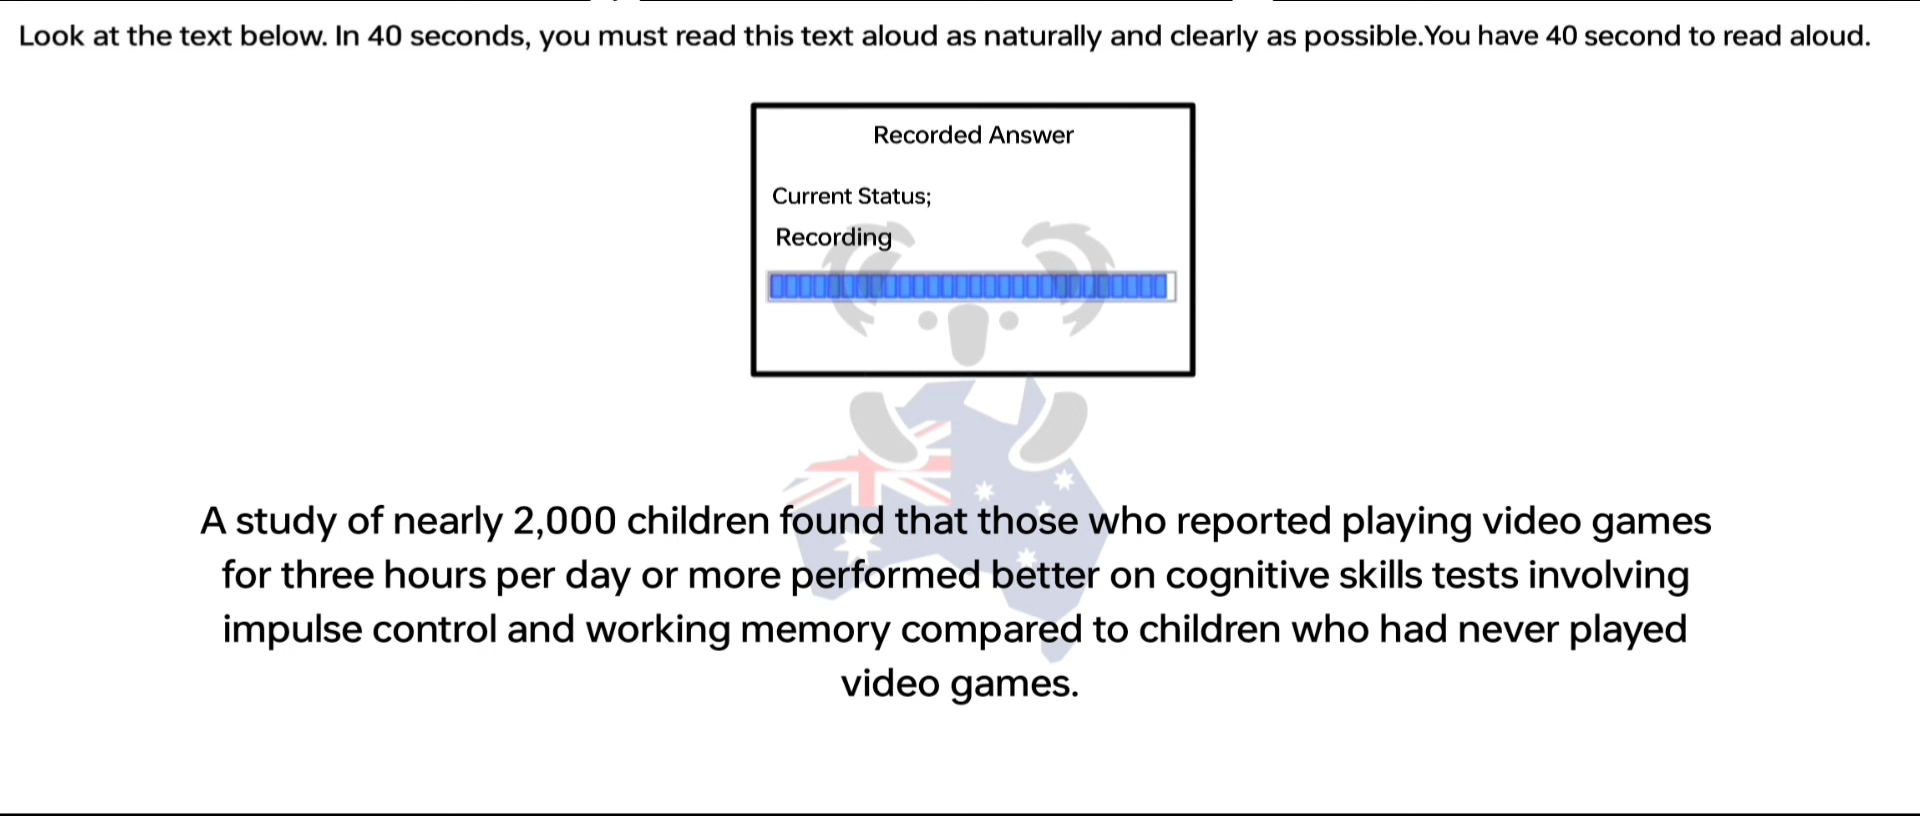 Look at the text below. In 40 seconds, you must read this text aloud as naturally and clearly as possible.You have 40 second to read aloud.
Recorded Answer
Current Status;
Recording
A study of nearly 2,000 children found that those who reported playing video games
for three hours per day or more performed better on cognitive skills tests involving
impulse control and working memory compared to children who had never played
video games.